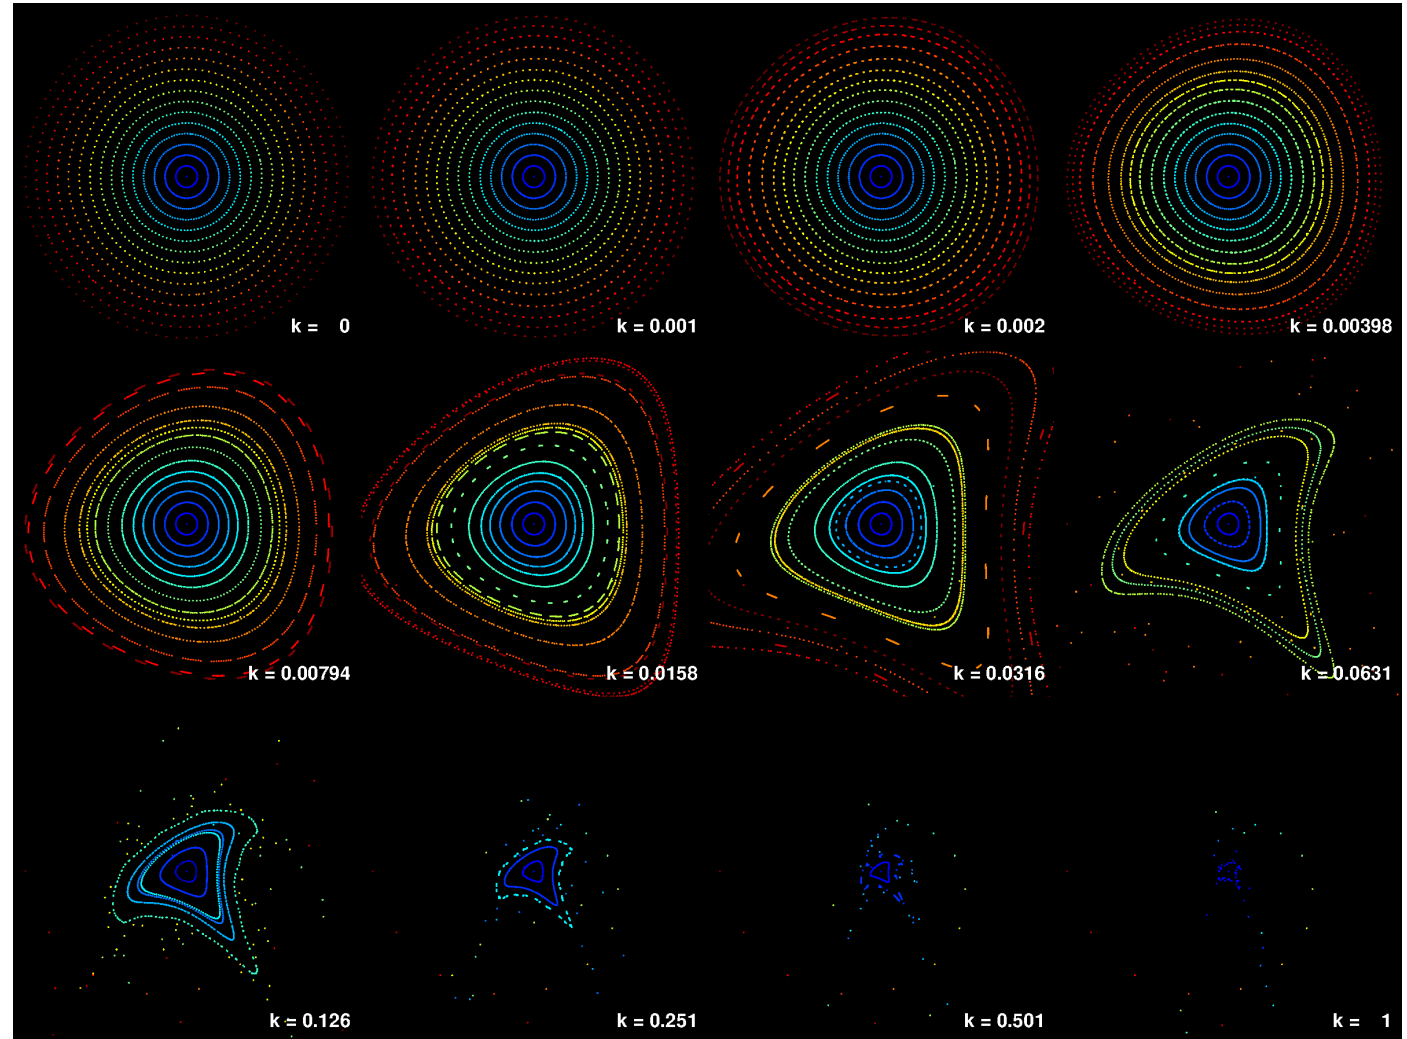 k = 0
k = 0.001
k = 0.002
k = 0.00398
k = 0.00794
k = 0.0158
k = 0.0316
k = 0.0631
k = 0.126
k = 0.251
k = 0.501
k = 1